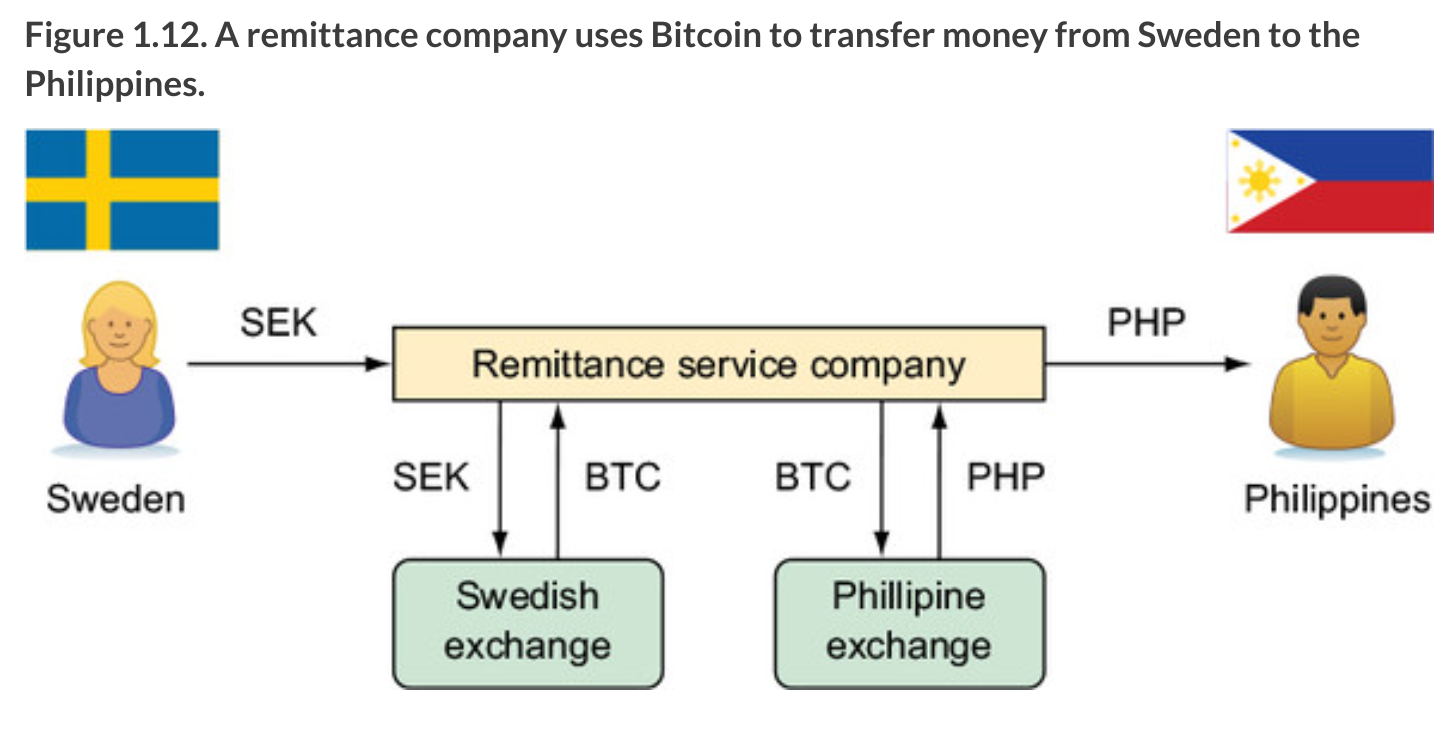 Figure 1.12. A remittance company uses Bitcoin to transfer money from Sweden to the
Philippines.
SEK
PHP
Remittance service company
SEK
BTC
BTC
PHP
Sweden
Philippines
Swedish
exchange
Phillipine
exchange